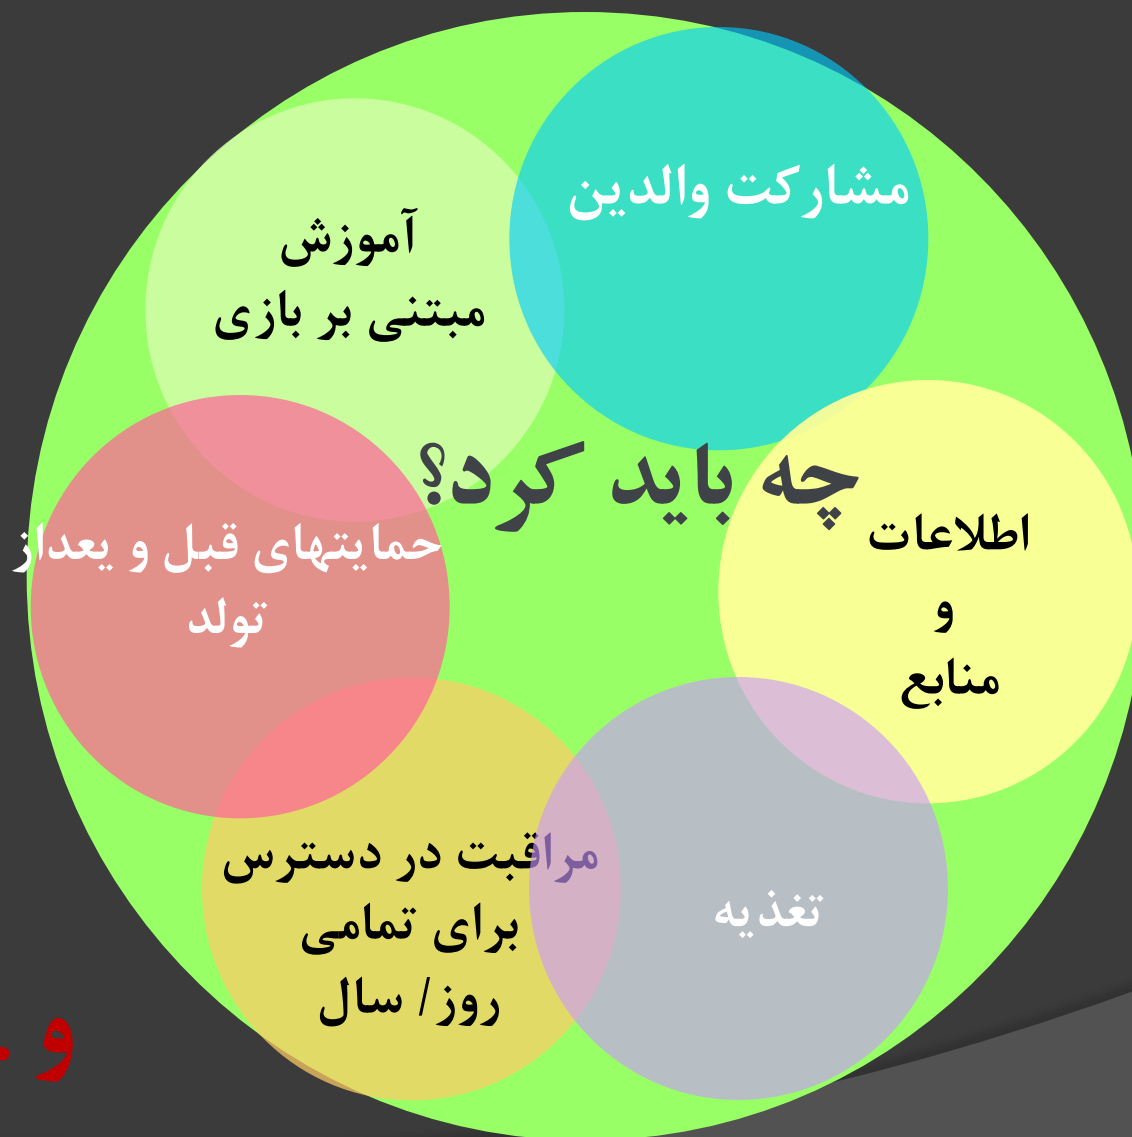 مشارکت والدین
آموزش
مبتنی بر بازی
چه باید کرد؟
اطلاعات
و
منابع
حمایتهای قبل و یعداز
تولد
مراقبت در دسترس
برای تمامی
روز/ سال
تغذیه
و